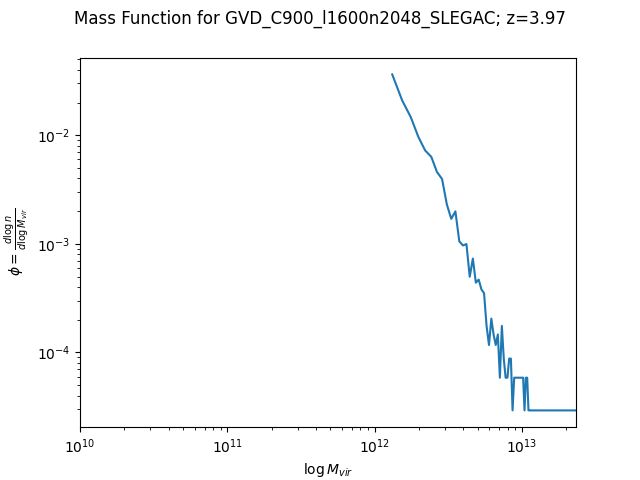 Mass Function for GVD_C900_l1600n2048_SLEGAC; z=3.97
10⁻²
10⁻³
10⁻⁴
ϕ = d log n / d log M_vir
10¹⁰ 10¹¹ 10¹² 10¹³
log M_vir